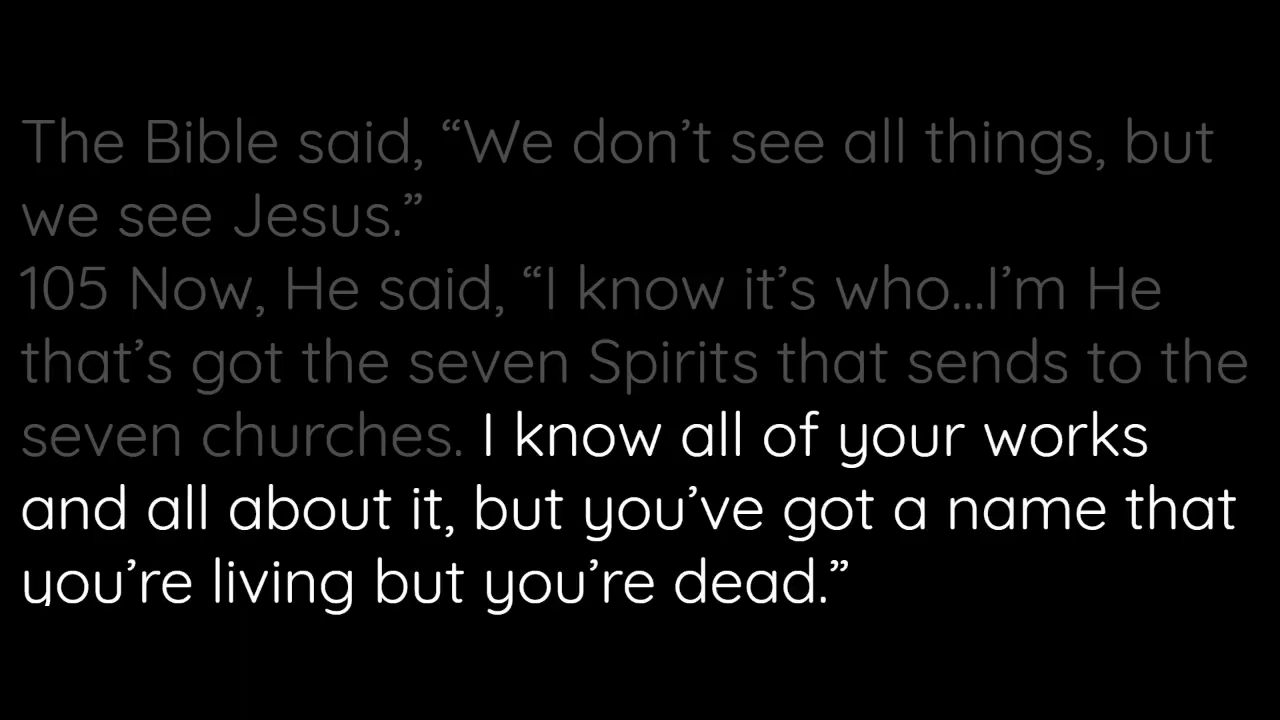 The Bible said, “We don’t see all things, but
we see Jesus.”
105 Now, He said, “I know it’s who...I’m He
that’s got the seven Spirits that sends to the
seven churches. I know all of your works
and all about it, but you’ve got a name that
you’re living but you’re dead.”